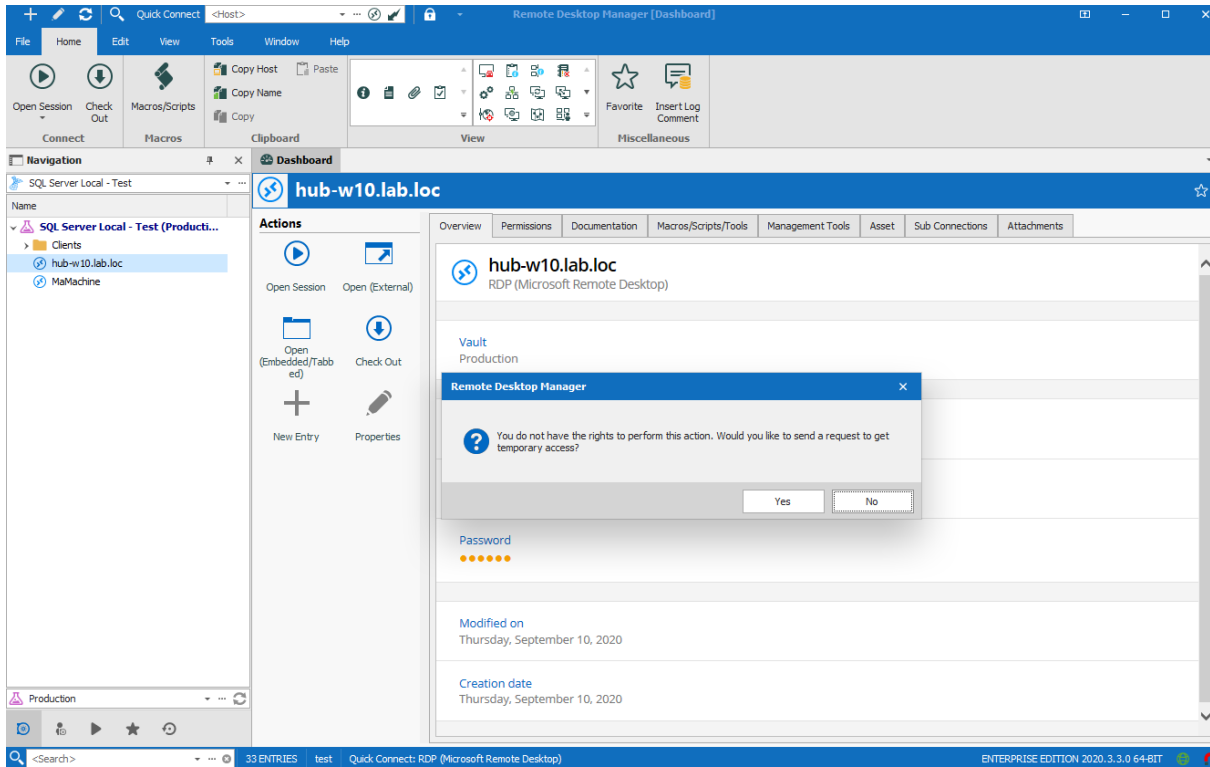 Quick Connect <Host> Remote Desktop Manager [Dashboard]
File Home Edit View Tools Window Help
Open Session
Check Out
Macros/Scripts
Copy Host
Paste
Copy Name
Copy
Favorite
Insert Log Comment
Connect Macros Clipboard View Miscellaneous
Navigation
Dashboard
SQL Server Local - Test
Name
SQL Server Local - Test (Producti...
Clients
hub-w10.lab.loc
MaMachine
hub-w10.lab.loc
Actions
Open Session
Open (External)
Open
(Embedded/Tabb
ed)
Check Out
New Entry
Properties
Overview Permissions Documentation Macros/Scripts/Tools Management Tools Asset Sub Connections Attachments
hub-w10.lab.loc
RDP (Microsoft Remote Desktop)
Vault
Production
Remote Desktop Manager
You do not have the rights to perform this action. Would you like to send a request to get
temporary access?
Yes No
Password
Modified on
Thursday, September 10, 2020
Creation date
Thursday, September 10, 2020
Production
<Search>
33 ENTRIES test Quick Connect: RDP (Microsoft Remote Desktop) ENTERPRISE EDITION 2020.3.3.0 64-BIT